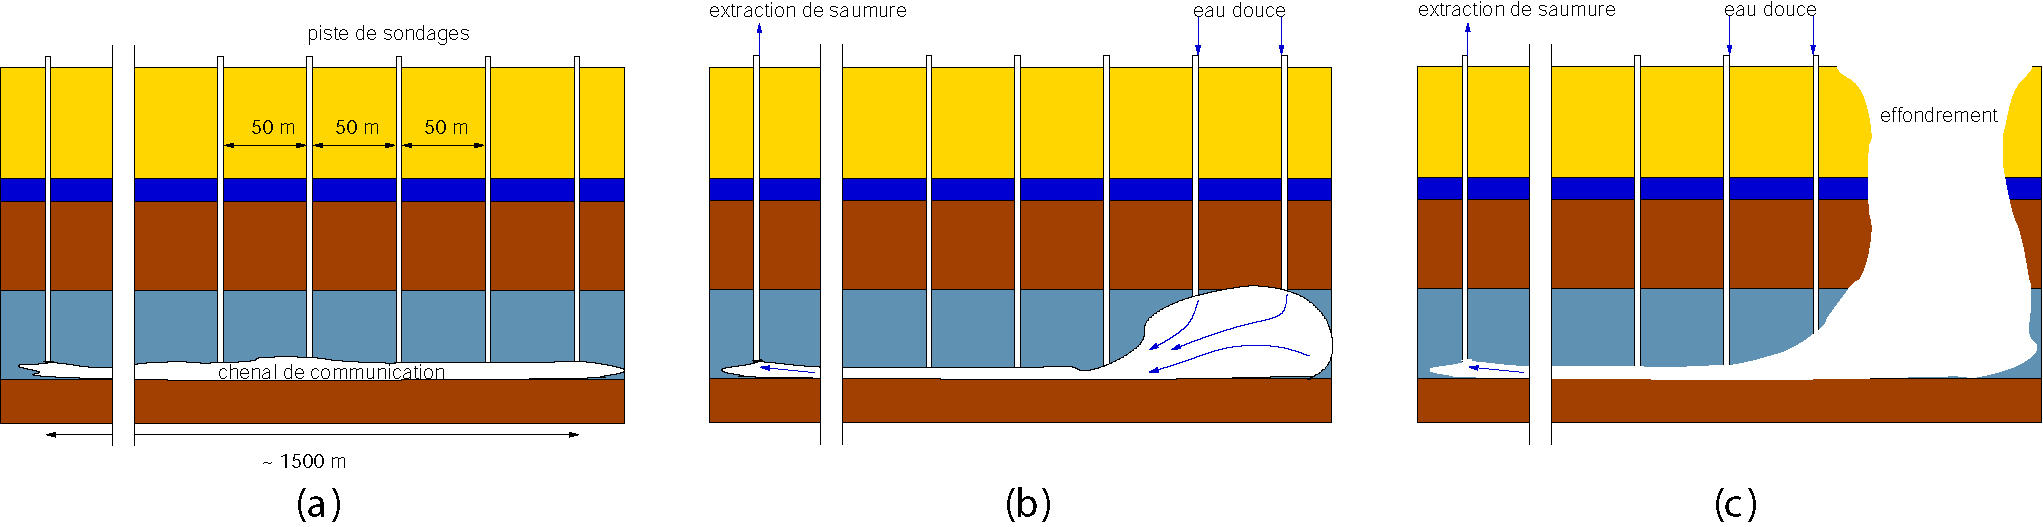 piste de sondages
50 m
50 m
50 m
chenal de communication
~ 1500 m
(a)
extraction de saumure
eau douce
(b)
extraction de saumure
eau douce
effondrement
(c)